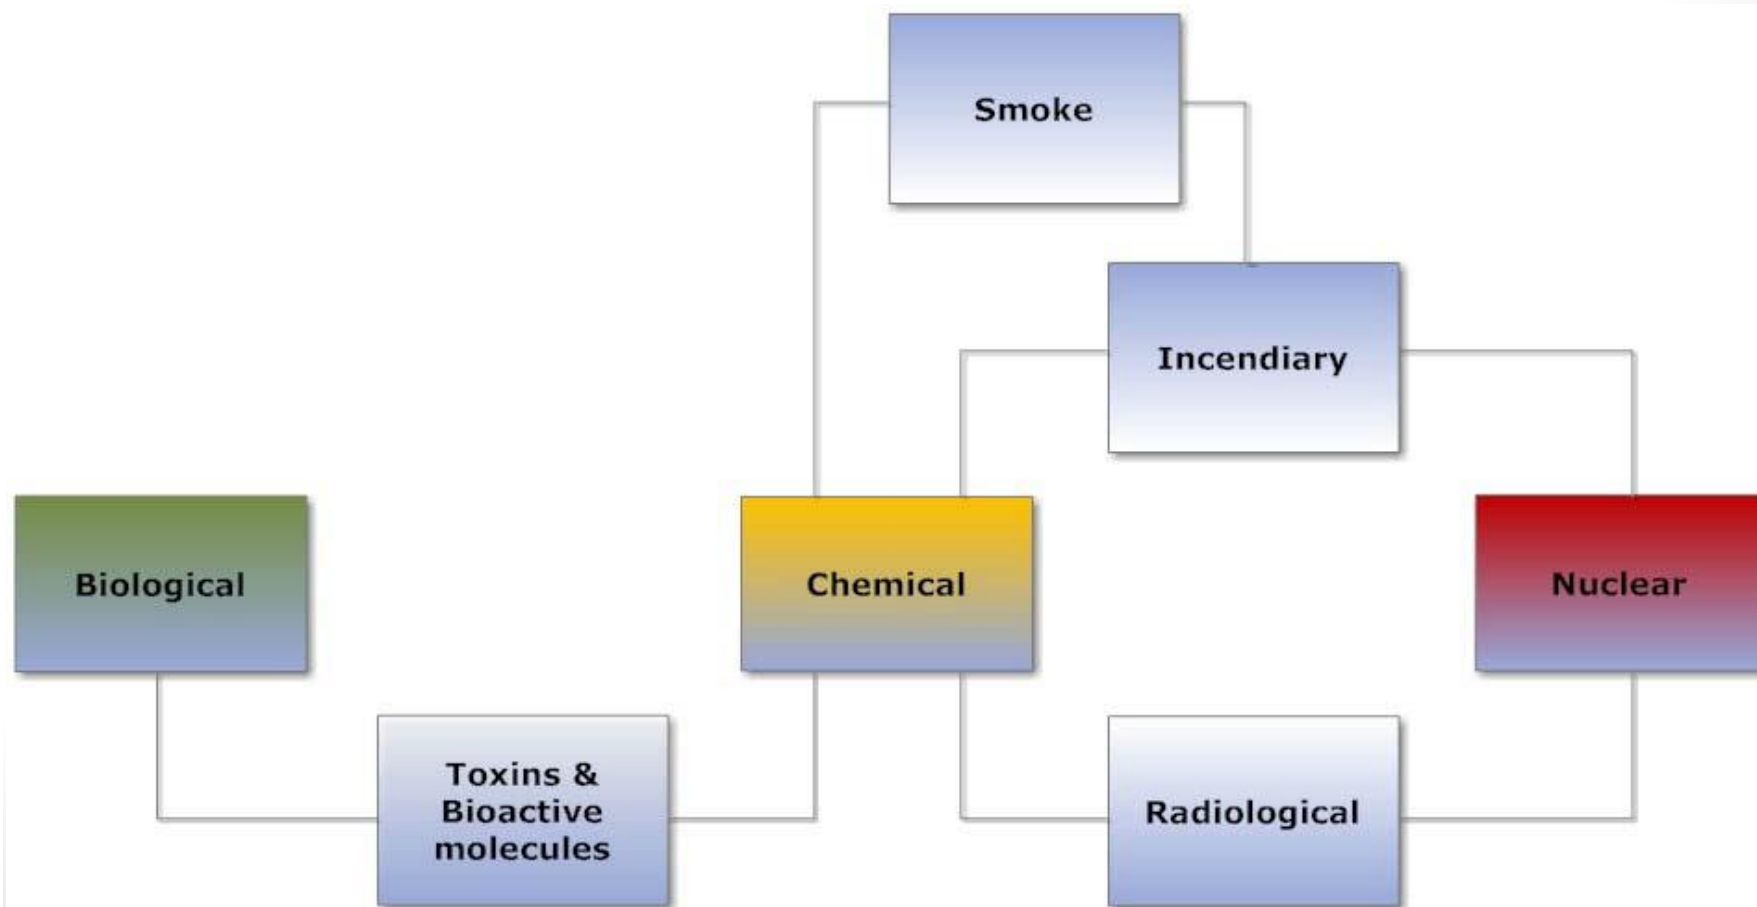 Smoke
Incendiary
Biological
Chemical
Nuclear
Toxins &
Bioactive
molecules
Radiological